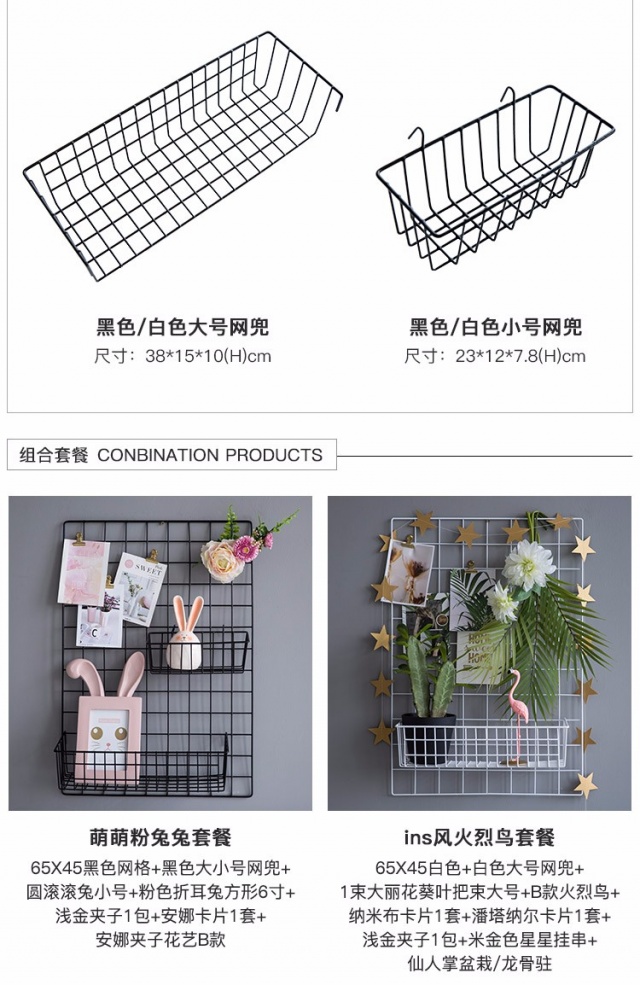 黑色/白色大号网兜
尺寸：38*15*10(H)cm
黑色/白色小号网兜
尺寸：23*12*7.8(H)cm
组合套餐 CONBINATION PRODUCTS
SWEET
C
HOME
萌萌粉兔兔套餐
65X45黑色网格+黑色大小号网兜+
圆滚滚兔小号+粉色折耳兔方形6寸+
浅金夹子1包+安娜卡片1套+
安娜夹子花艺B款
ins风火烈鸟套餐
65X45白色+白色大号网兜+
1束大丽花葵叶把束大号+B款火烈鸟+
纳米布卡片1套+潘塔纳尔卡片1套+
浅金夹子1包+米金色星星挂串+
仙人掌盆栽/龙骨驻